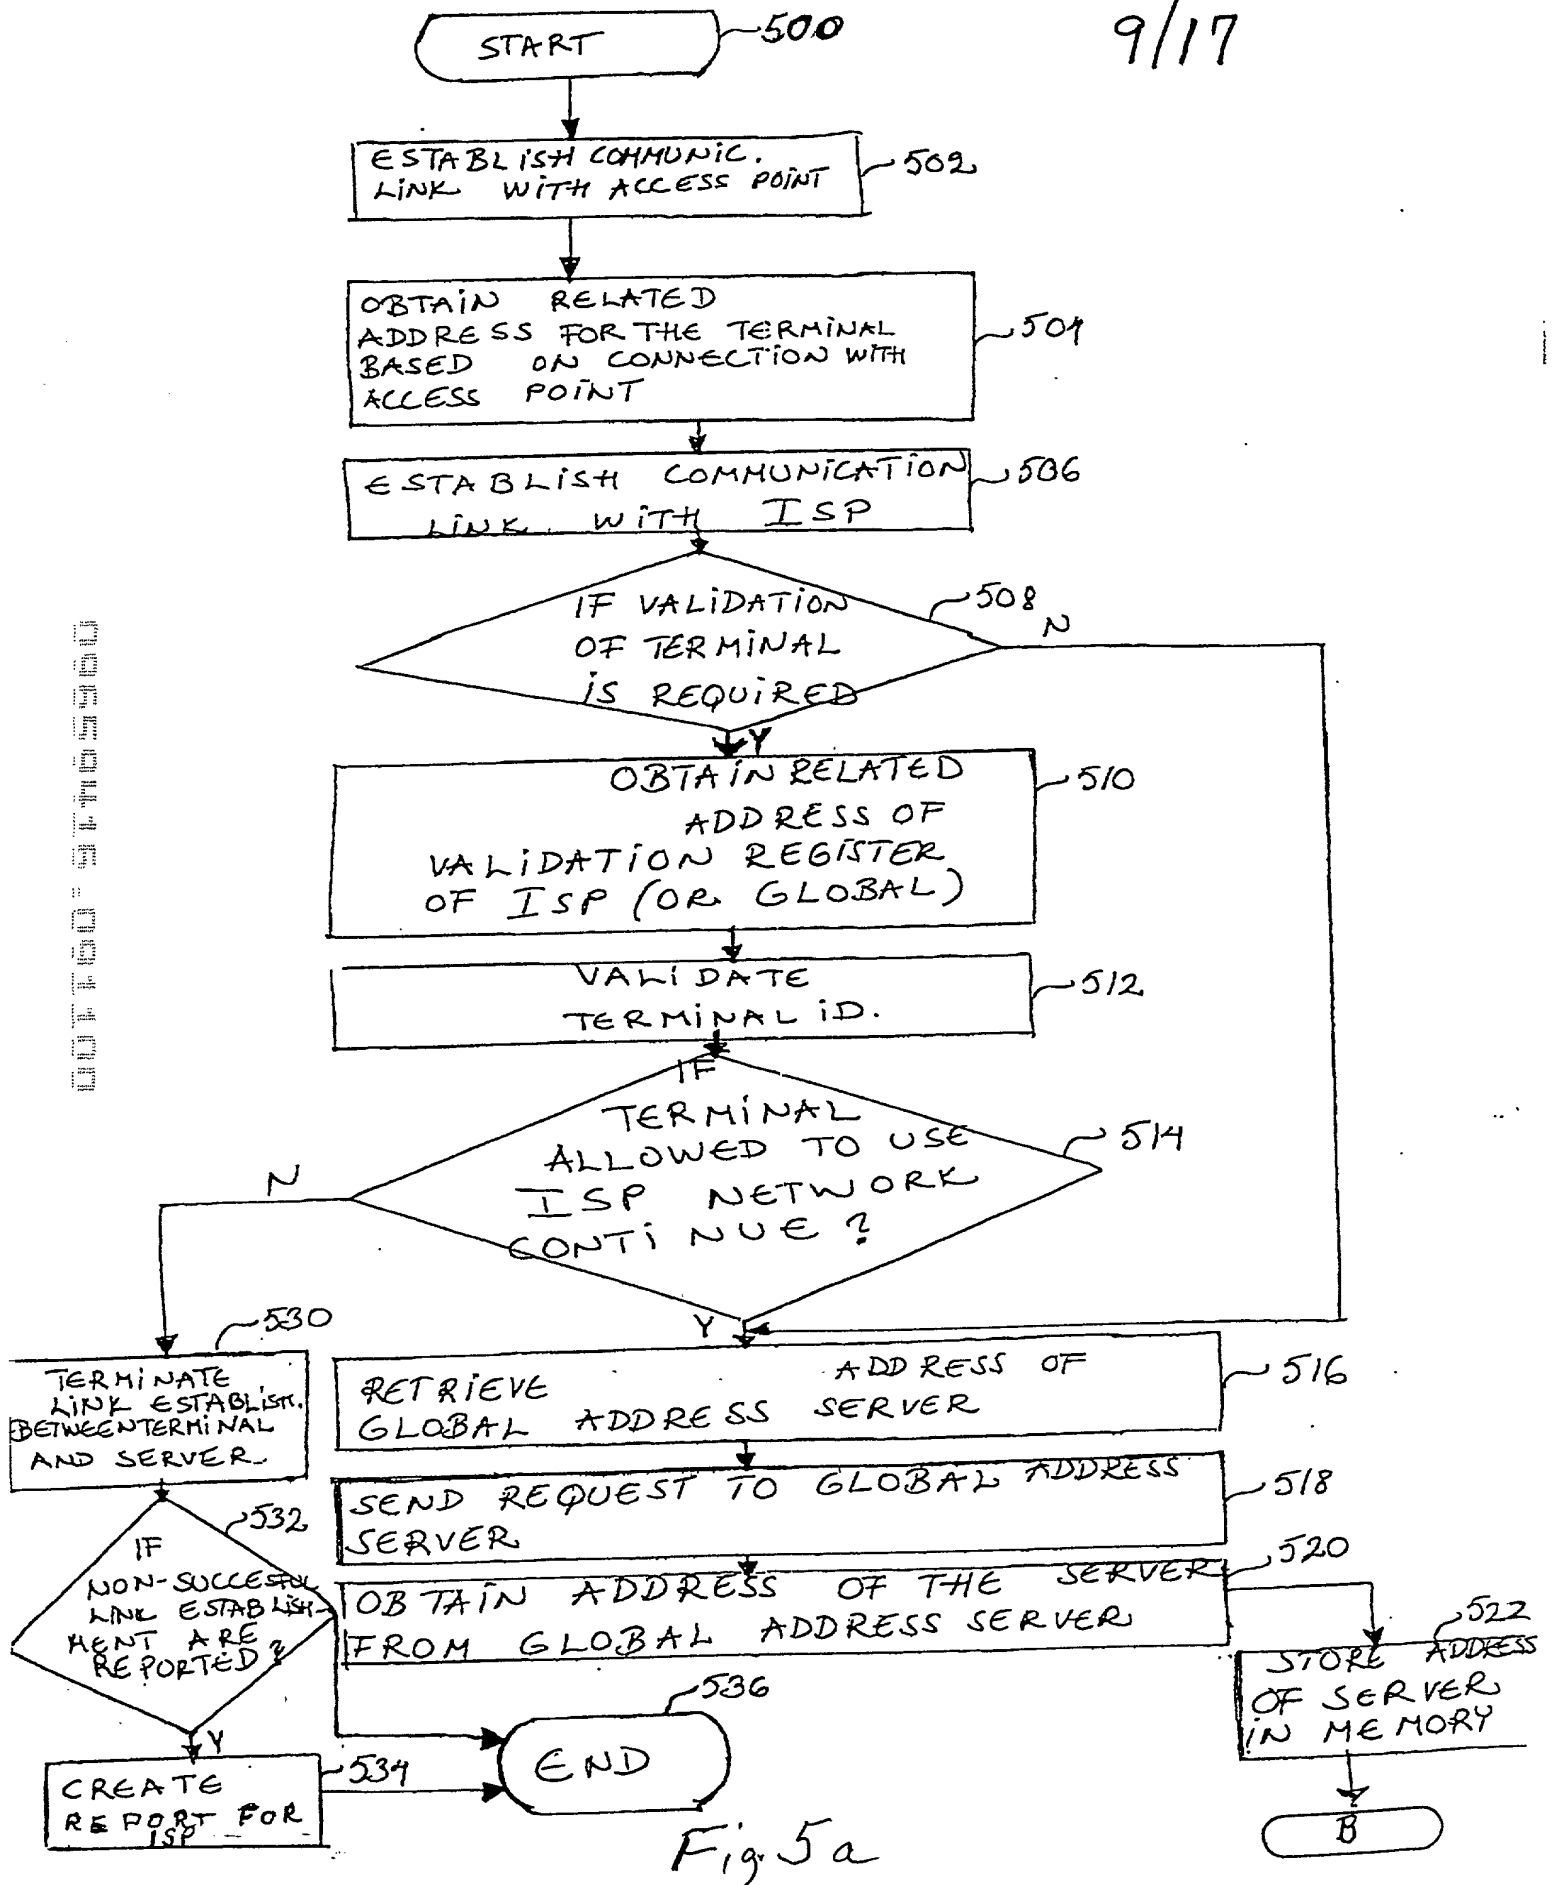 9/17
START
500
ESTABLISH COMMUNIC.
LINK WITH ACCESS POINT
502
OBTAIN RELATED
ADDRESS FOR THE TERMINAL
BASED ON CONNECTION WITH
ACCESS POINT
504
ESTABLISH COMMUNICATION
LINK WITH ISP
506
IF VALIDATION
OF TERMINAL
IS REQUIRED
508
N
Y
OBTAIN RELATED
ADDRESS OF
VALIDATION REGISTER
OF ISP (OR GLOBAL)
510
VALIDATE
TERMINAL ID.
512
IF
TERMINAL
ALLOWED TO USE
ISP NETWORK
CONTINUE?
514
N
Y
530
TERMINATE
LINK ESTABLISH.
BETWEEN TERMINAL
AND SERVER
RETRIEVE ADDRESS OF
GLOBAL ADDRESS SERVER
516
SEND REQUEST TO GLOBAL ADDRESS
SERVER
518
532
IF
NON-SUCCESFUL
LINK ESTABLISH-
MENT ARE
REPORTED?
OBTAIN ADDRESS OF THE SERVER
FROM GLOBAL ADDRESS SERVER
520
522
STORE ADDRESS
OF SERVER
IN MEMORY
Y
CREATE
REPORT FOR
ISP
534
536
END
B
Fig. 5a